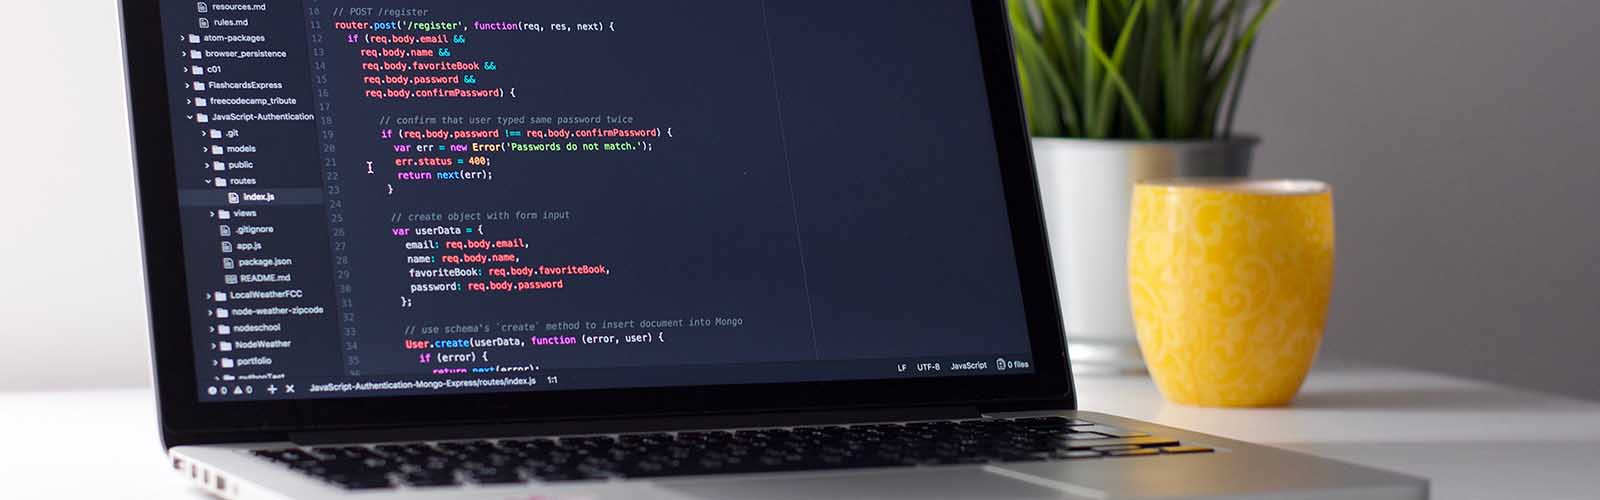 resources.md
rules.md
atom-packages
browser_persistence
c01
FlashcardsExpress
freecodecamp_tribute
JavaScript-Authentication
.git
models
public
routes
index.js
views
.gitignore
app.js
package.json
README.md
LocalWeatherFCC
node-weather-zipcode
nodeschool
NodeWeather
portfolio
pythonTest
10 // POST /register
11 router.post('/register', function(req, res, next) {
12 if (req.body.email &&
13 req.body.name &&
14 req.body.favoriteBook &&
15 req.body.password &&
16 req.body.confirmPassword) {
17
18 // confirm that user typed same password twice
19 if (req.body.password !== req.body.confirmPassword) {
20 var err = new Error('Passwords do not match.');
21 err.status = 400;
22 return next(err);
23 }
24
25 // create object with form input
26 var userData = {
27 email: req.body.email,
28 name: req.body.name,
29 favoriteBook: req.body.favoriteBook,
30 password: req.body.password
31 };
32
33 // use schema's `create` method to insert document into Mongo
34 User.create(userData, function (error, user) {
35 if (error) {
36 return next(error);
0 0 + × JavaScript-Authentication-Mongo-Express/routes/index.js 1:1 LF UTF-8 JavaScript 0 files